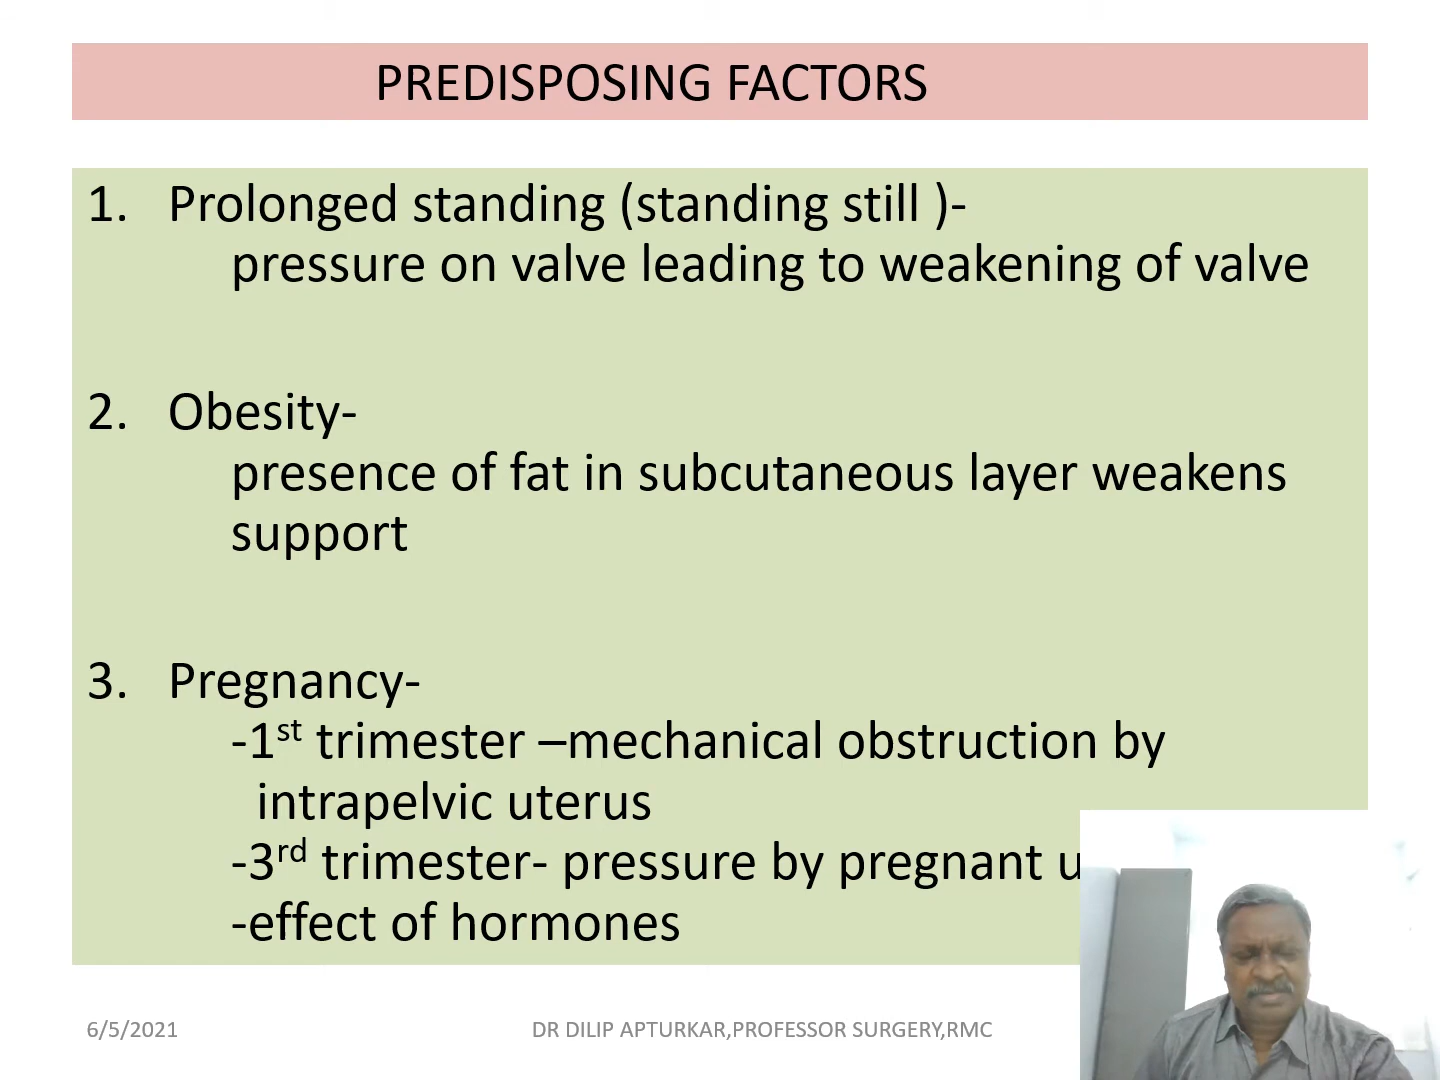 PREDISPOSING FACTORS
1. Prolonged standing (standing still )-
pressure on valve leading to weakening of valve
2. Obesity-
presence of fat in subcutaneous layer weakens
support
3. Pregnancy-
-1st trimester –mechanical obstruction by
intrapelvic uterus
-3rd trimester- pressure by pregnant
-effect of hormones
6/5/2021
DR DILIP APTURKAR,PROFESSOR SURGERY,RMC